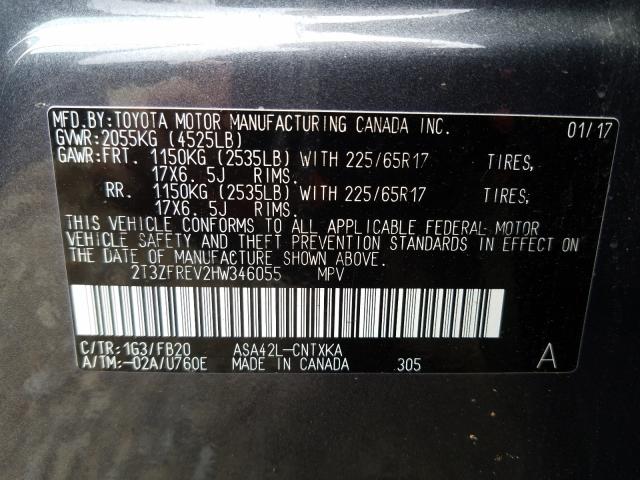 MFD.BY:TOYOTA MOTOR MANUFACTURING CANADA INC. 01/17
GVWR:2055KG (4525LB)
GAWR:FRT. 1150KG (2535LB) WITH 225/65R17 TIRES;
17X6. 5J RIMS.
RR. 1150KG (2535LB) WITH 225/65R17 TIRES;
17X6. 5J RIMS.
THIS VEHICLE CONFORMS TO ALL APPLICABLE FEDERAL MOTOR
VEHICLE SAFETY AND THEFT PREVENTION STANDARDS IN EFFECT ON
THE DATE OF MANUFACTURE SHOWN ABOVE.
2T3ZFREV2HW346055 MPV
C/TR:1G3/FB20 ASA42L-CNTXKA
A/TM:-02A/U760E MADE IN CANADA 305 A